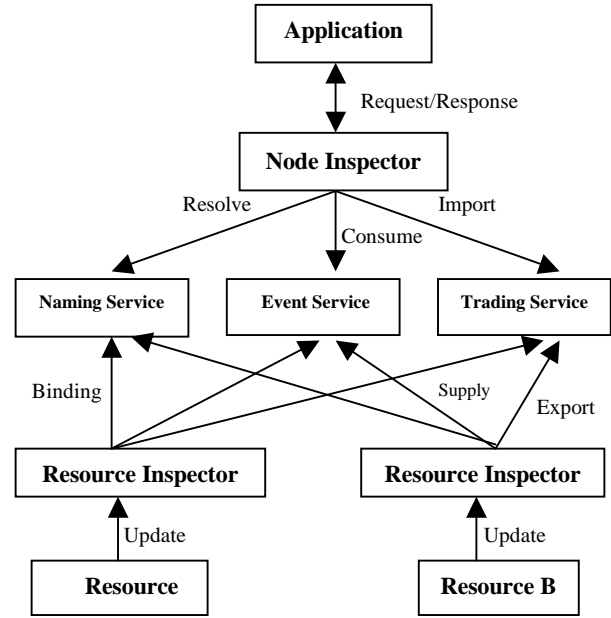 Application
Request/Response
Node Inspector
Resolve
Import
Consume
Naming Service
Event Service
Trading Service
Binding
Supply
Export
Resource Inspector
Resource Inspector
Update
Update
Resource
Resource B